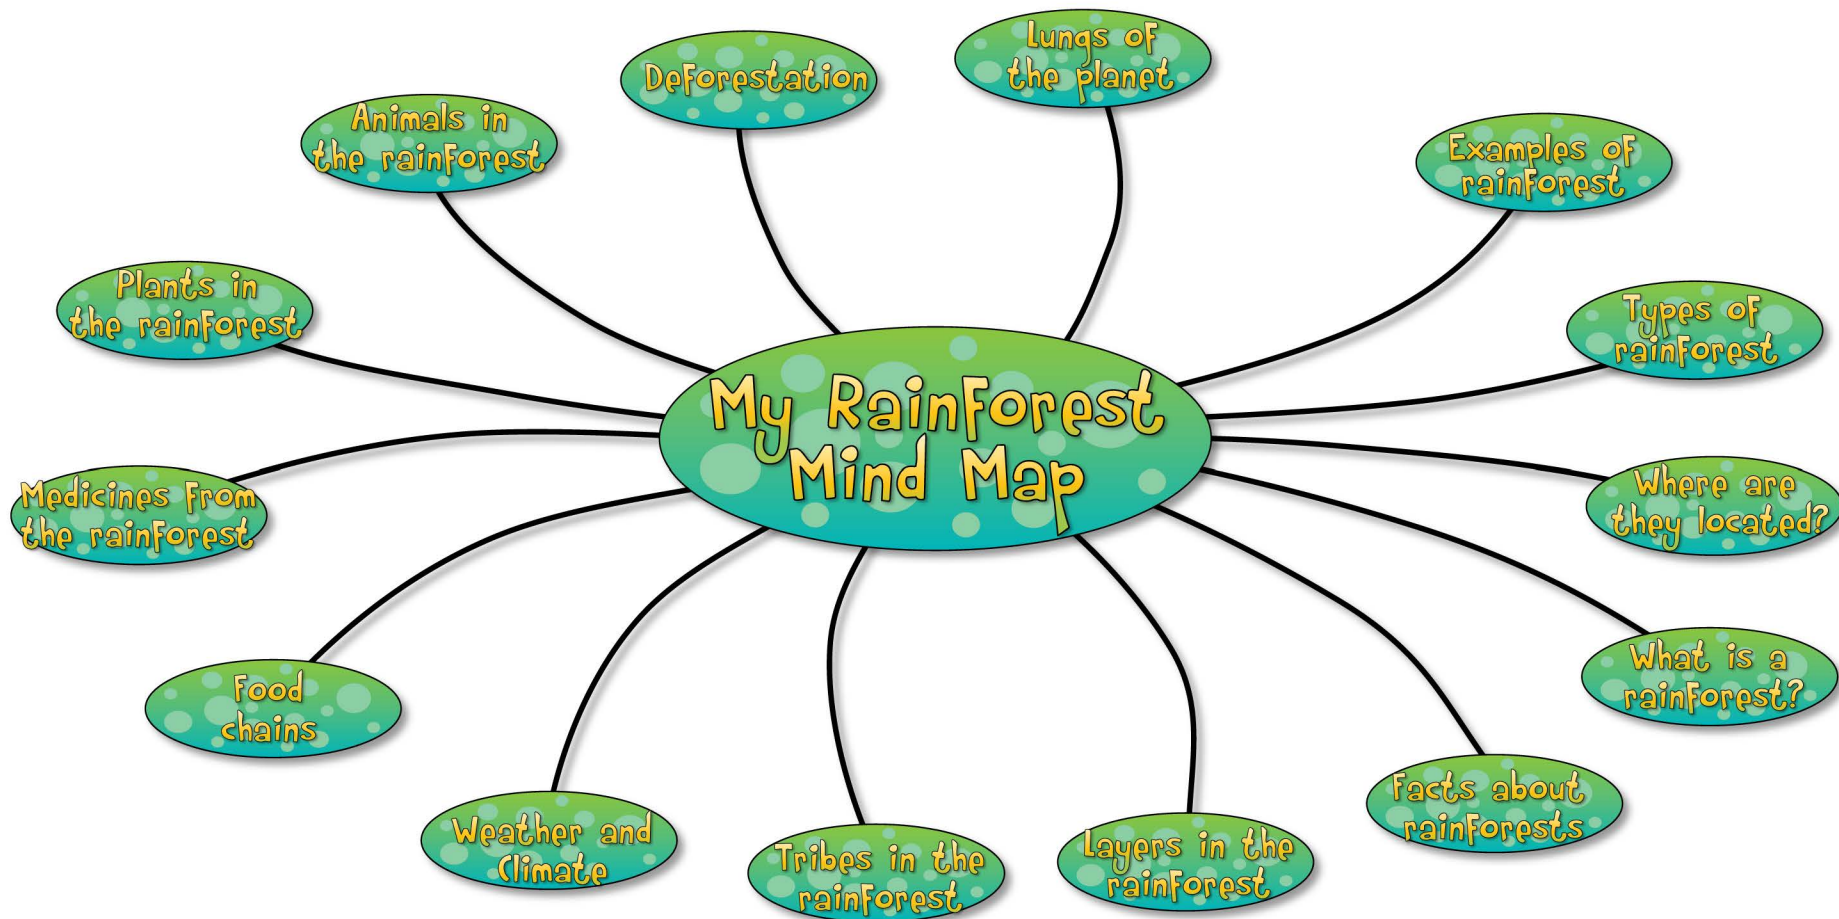 Lungs of
the planet
Deforestation
Animals in
the rainforest
Examples of
rainforest
Plants in
the rainforest
Types of
rainforest
My Rainforest
Mind Map
Medicines from
the rainforest
Where are
they located?
What is a
rainforest?
Food
chains
Facts about
rainforests
Weather and
Climate
Tribes in the
rainforest
Layers in the
rainforest